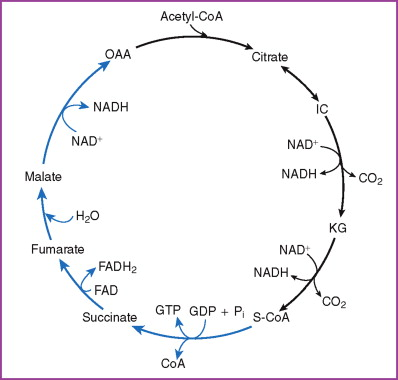 Acetyl-CoA
OAA
Citrate
IC
NAD⁺
NADH
CO₂
KG
NAD⁺
NADH
CO₂
S-CoA
GDP + Pᵢ
GTP
CoA
Succinate
FAD
FADH₂
Fumarate
H₂O
Malate
NAD⁺
NADH